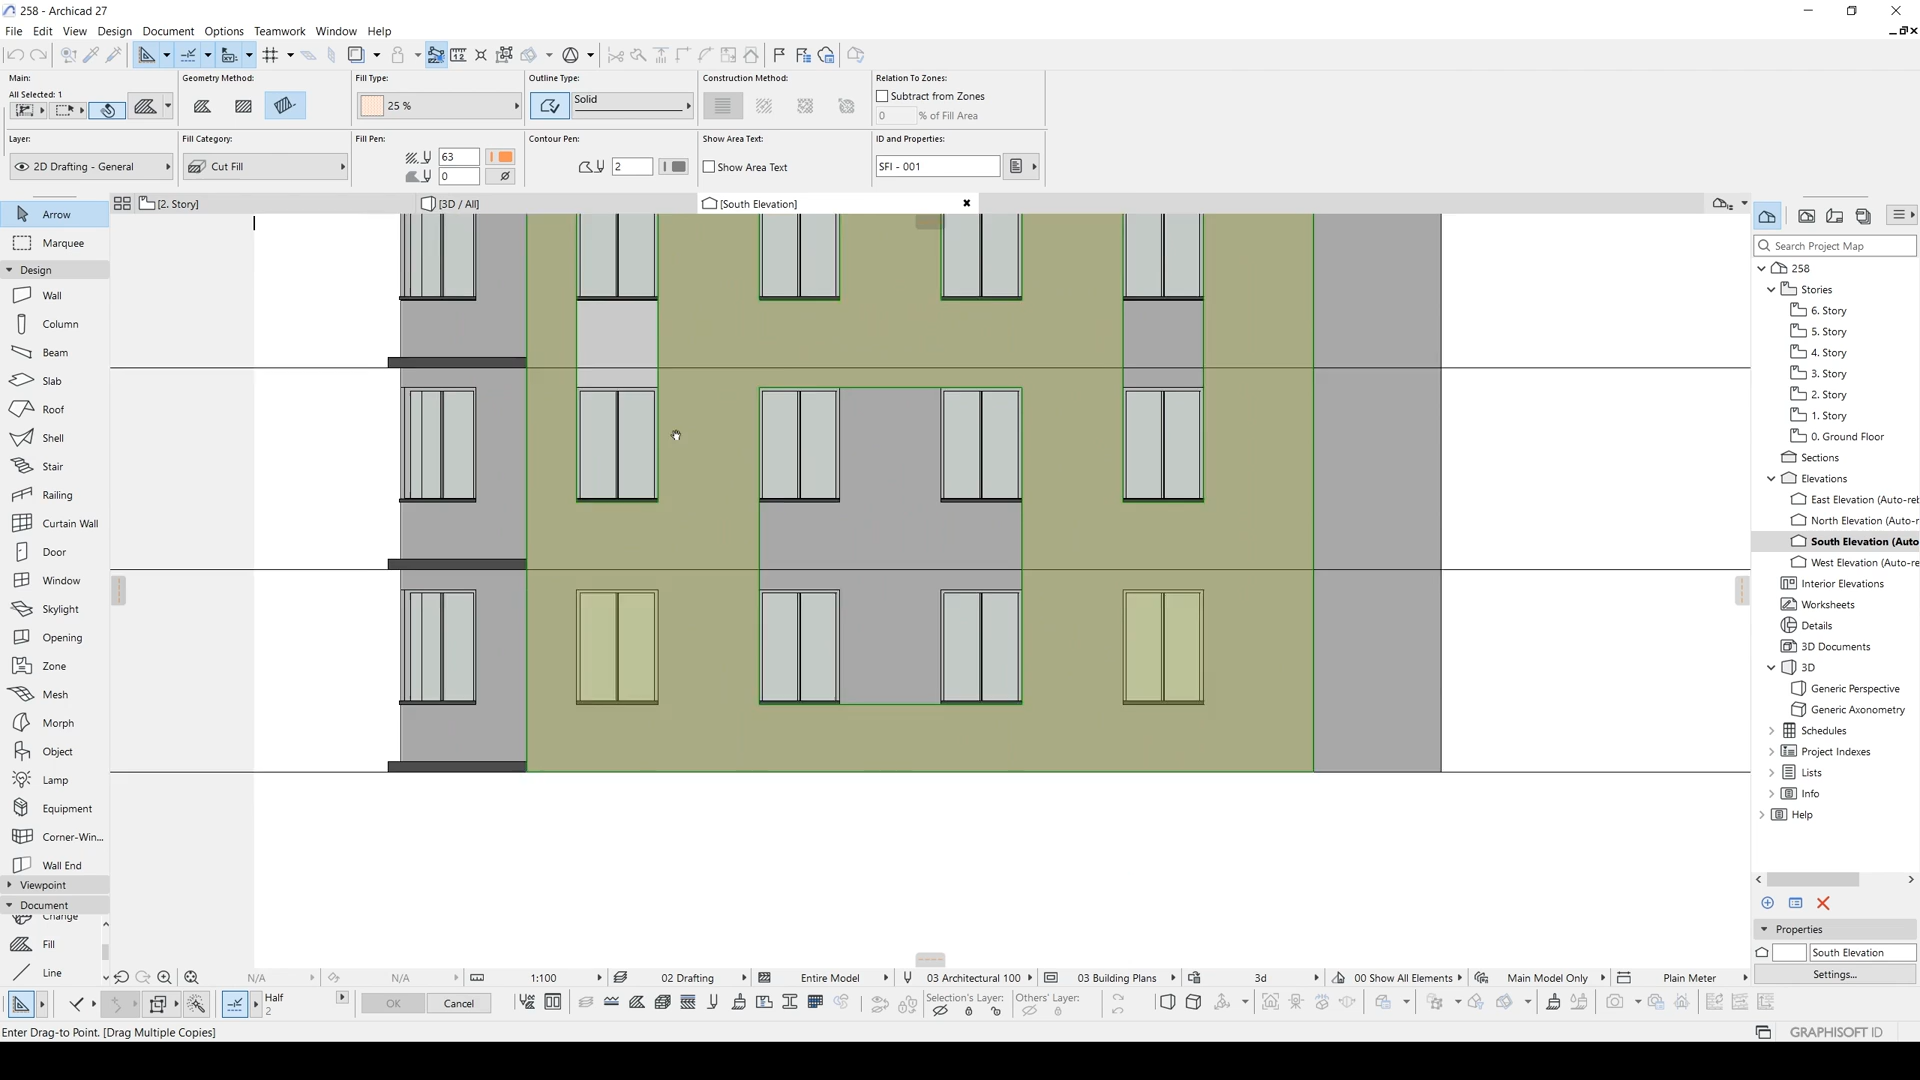 258 - Archicad 27
File Edit View Design Document Options Teamwork Window Help
Main: Geometry Method: Fill Type: Outline Type: Construction Method: Relation To Zones:
All Selected: 1
25 %
Solid
Subtract from Zones
0 % of Fill Area
Layer: Fill Category: Fill Pen: Contour Pen: Show Area Text: ID and Properties:
2D Drafting - General
Cut Fill
63
0
2
Show Area Text
SFI - 001
[2. Story] [3D / All] [South Elevation]
Arrow
Marquee
Design
Wall
Column
Beam
Slab
Roof
Shell
Stair
Railing
Curtain Wall
Door
Window
Skylight
Opening
Zone
Mesh
Morph
Object
Lamp
Equipment
Corner-Win...
Wall End
Viewpoint
Document
Change
Fill
Line
Search Project Map
258
Stories
6. Story
5. Story
4. Story
3. Story
2. Story
1. Story
0. Ground Floor
Sections
Elevations
East Elevation (Auto-reb
North Elevation (Auto-r
South Elevation (Auto
West Elevation (Auto-re
Interior Elevations
Worksheets
Details
3D Documents
3D
Generic Perspective
Generic Axonometry
Schedules
Project Indexes
Lists
Info
Help
Properties
South Elevation
Settings...
N/A N/A 1:100 02 Drafting Entire Model 03 Architectural 100 03 Building Plans 3d 00 Show All Elements Main Model Only Plain Meter
Half
2
OK Cancel
Selection's Layer: Others' Layer:
Enter Drag-to Point. [Drag Multiple Copies]
GRAPHISOFT ID